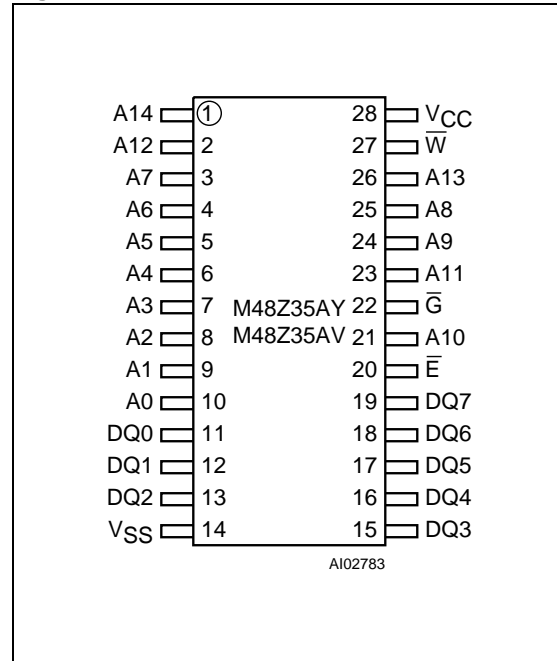 A14 1 28 VCC
A12 2 27 W̅
A7 3 26 A13
A6 4 25 A8
A5 5 24 A9
A4 6 23 A11
A3 7 M48Z35AY 22 G̅
A2 8 M48Z35AV 21 A10
A1 9 20 E̅
A0 10 19 DQ7
DQ0 11 18 DQ6
DQ1 12 17 DQ5
DQ2 13 16 DQ4
VSS 14 15 DQ3
AI02783